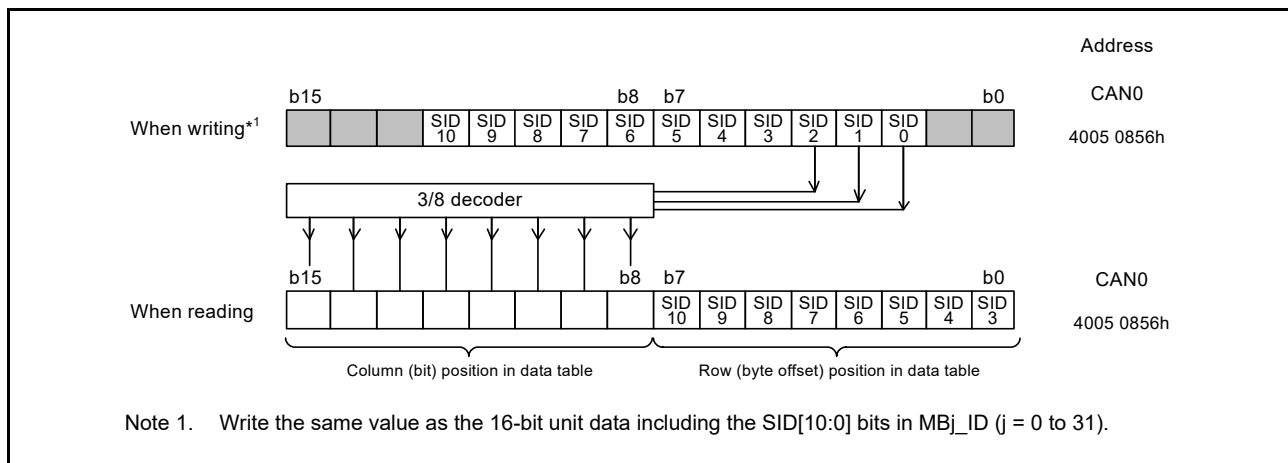 Address
b15 b8 b7 b0 CAN0
When writing*1 SID 10 SID 9 SID 8 SID 7 SID 6 SID 5 SID 4 SID 3 SID 2 SID 1 SID 0 4005 0856h
3/8 decoder
b15 b8 b7 b0 CAN0
When reading SID 10 SID 9 SID 8 SID 7 SID 6 SID 5 SID 4 SID 3 4005 0856h
Column (bit) position in data table Row (byte offset) position in data table
Note 1. Write the same value as the 16-bit unit data including the SID[10:0] bits in MBj_ID (j = 0 to 31).